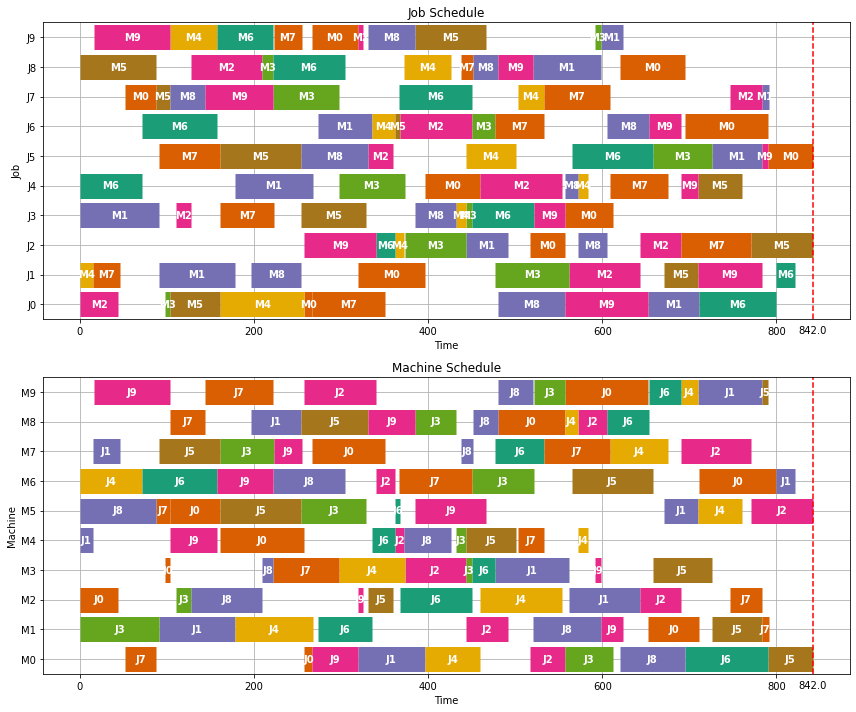 Job Schedule
J9 M9 M4 M6 M7 M0 M8 M5 M3 M1
J8 M5 M2 M3 M6 M4 M7 M8 M9 M1 M0
J7 M0 M5 M8 M9 M3 M6 M4 M7 M2 M1
J6 M6 M1 M4 M5 M2 M3 M7 M8 M9 M0
J5 M7 M5 M8 M2 M4 M6 M3 M1 M9 M0
J4 M6 M1 M3 M0 M2 M8 M4 M7 M9 M5
J3 M1 M2 M7 M5 M8 M4 M3 M6 M9 M0
J2 M9 M6 M4 M3 M1 M0 M8 M2 M7 M5
J1 M4 M7 M1 M8 M0 M3 M2 M5 M9 M6
J0 M2 M3 M5 M4 M0 M7 M8 M9 M1 M6
Job
0 200 400 600 800 842.0
Time
Machine Schedule
M9 J9 J7 J2 J8 J3 J0 J6 J4 J1 J5
M8 J7 J1 J5 J9 J3 J8 J0 J4 J2 J6
M7 J1 J5 J3 J9 J0 J8 J6 J7 J4 J2
M6 J4 J6 J9 J8 J2 J7 J3 J5 J0 J1
M5 J8 J7 J0 J5 J3 J9 J1 J4 J2
M4 J1 J9 J0 J6 J2 J8 J3 J5 J7 J4
M3 J8 J7 J4 J2 J3 J6 J1 J5
M2 J0 J3 J8 J5 J6 J4 J1 J2 J7
M1 J3 J1 J4 J6 J2 J8 J9 J0 J5 J7
M0 J7 J0 J9 J1 J4 J2 J3 J8 J6 J5
Machine
0 200 400 600 800 842.0
Time